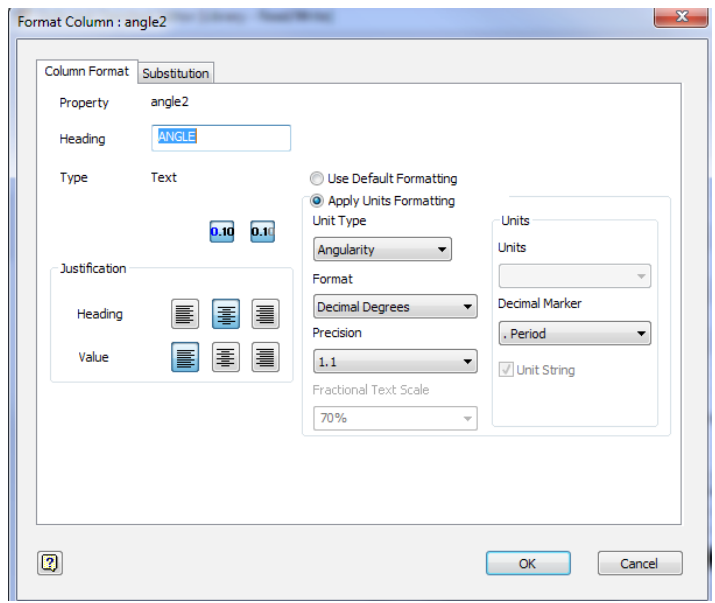 Format Column : angle2
Column Format
Substitution
Property
angle2
Heading
ANGLE
Type
Text
Use Default Formatting
Apply Units Formatting
0.10
0.10
Unit Type
Angularity
Format
Decimal Degrees
Precision
1.1
Fractional Text Scale
70%
Units
Units
Decimal Marker
. Period
Unit String
Justification
Heading
Value
OK
Cancel